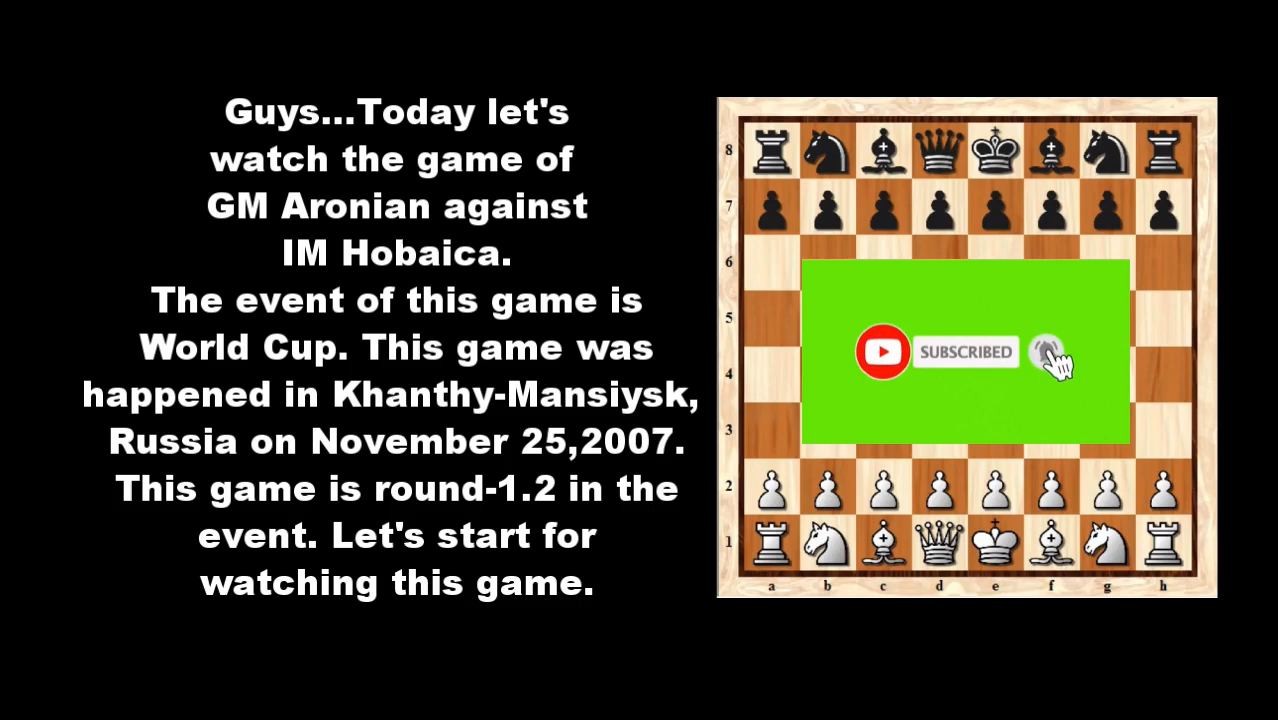 Guys...Today let's
watch the game of
GM Aronian against
IM Hobaica.
The event of this game is
World Cup. This game was
happened in Khanthy-Mansiysk,
Russia on November 25,2007.
This game is round-1.2 in the
event. Let's start for
watching this game.
8
7
6
5
4
3
2
1
a b c d e f g h
SUBSCRIBED